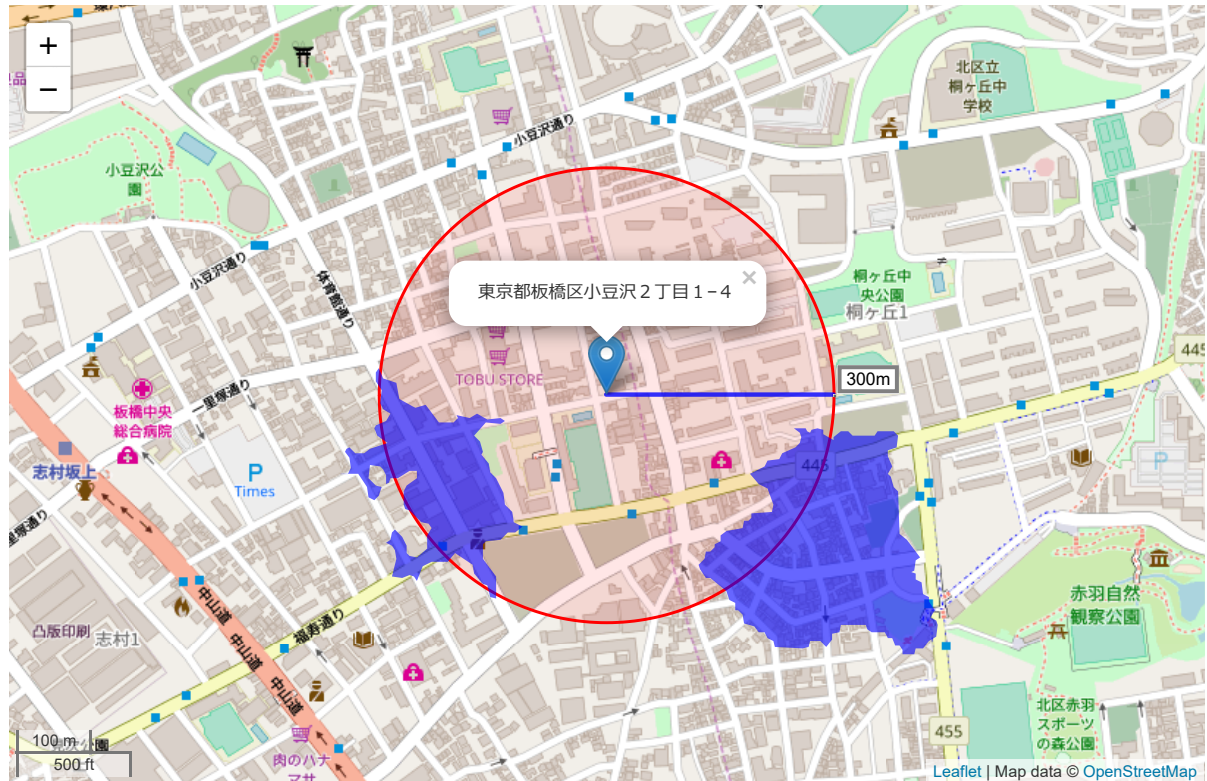 +
−
北区立
桐ヶ丘中
学校
小豆沢通り
小豆沢公
園
小豆沢通り
体育館通り
×
東京都板橋区小豆沢２丁目１−４
桐ケ丘中
央公園
桐ヶ丘1
445
TOBU STORE
300m
一里塚通り
板橋中央
総合病院
志村坂上
P
Times
445
P
中山道
中山道
中山道
福寿通り
凸版印刷
志村1
赤羽自然
観察公園
455
北区赤羽
スポーツ
の森公園
肉のハナ
マサ
100 m
500 ft
Leaflet | Map data © OpenStreetMap